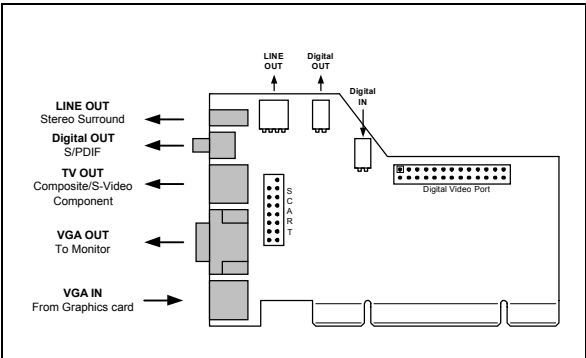 LINE
OUT
Digital
OUT
Digital
IN
LINE OUT
Stereo Surround
Digital OUT
S/PDIF
TV OUT
Composite/S-Video
Component
VGA OUT
To Monitor
VGA IN
From Graphics card
SCART
Digital Video Port